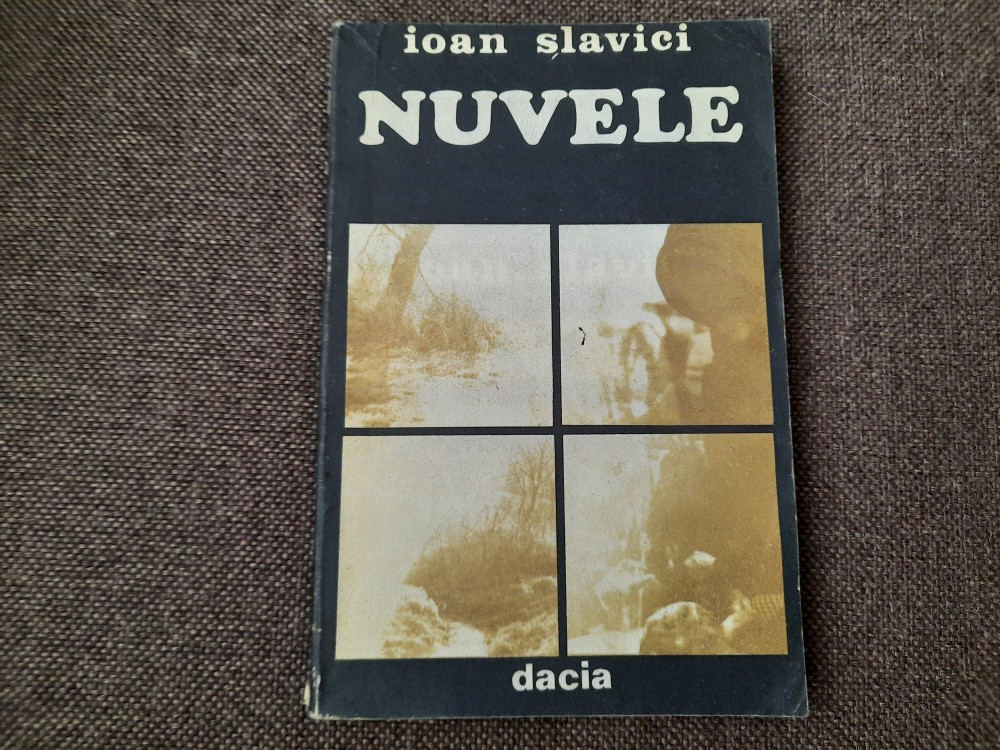 ioan slavici
NUVELE
dacia